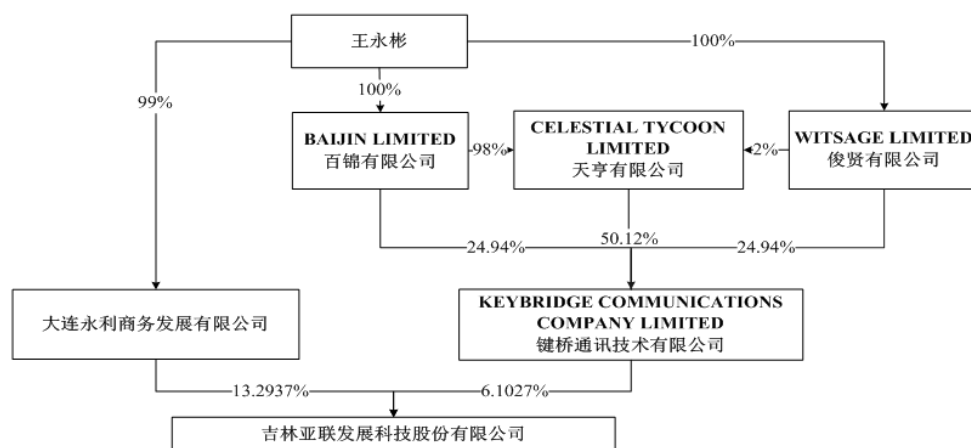 王永彬
100%
100%
99%
BAIJIN LIMITED
百锦有限公司
98%
CELESTIAL TYCOON
LIMITED
天亨有限公司
2%
WITSAGE LIMITED
俊贤有限公司
24.94%
50.12%
24.94%
大连永利商务发展有限公司
KEYBRIDGE COMMUNICATIONS
COMPANY LIMITED
键桥通讯技术有限公司
13.2937%
6.1027%
吉林亚联发展科技股份有限公司